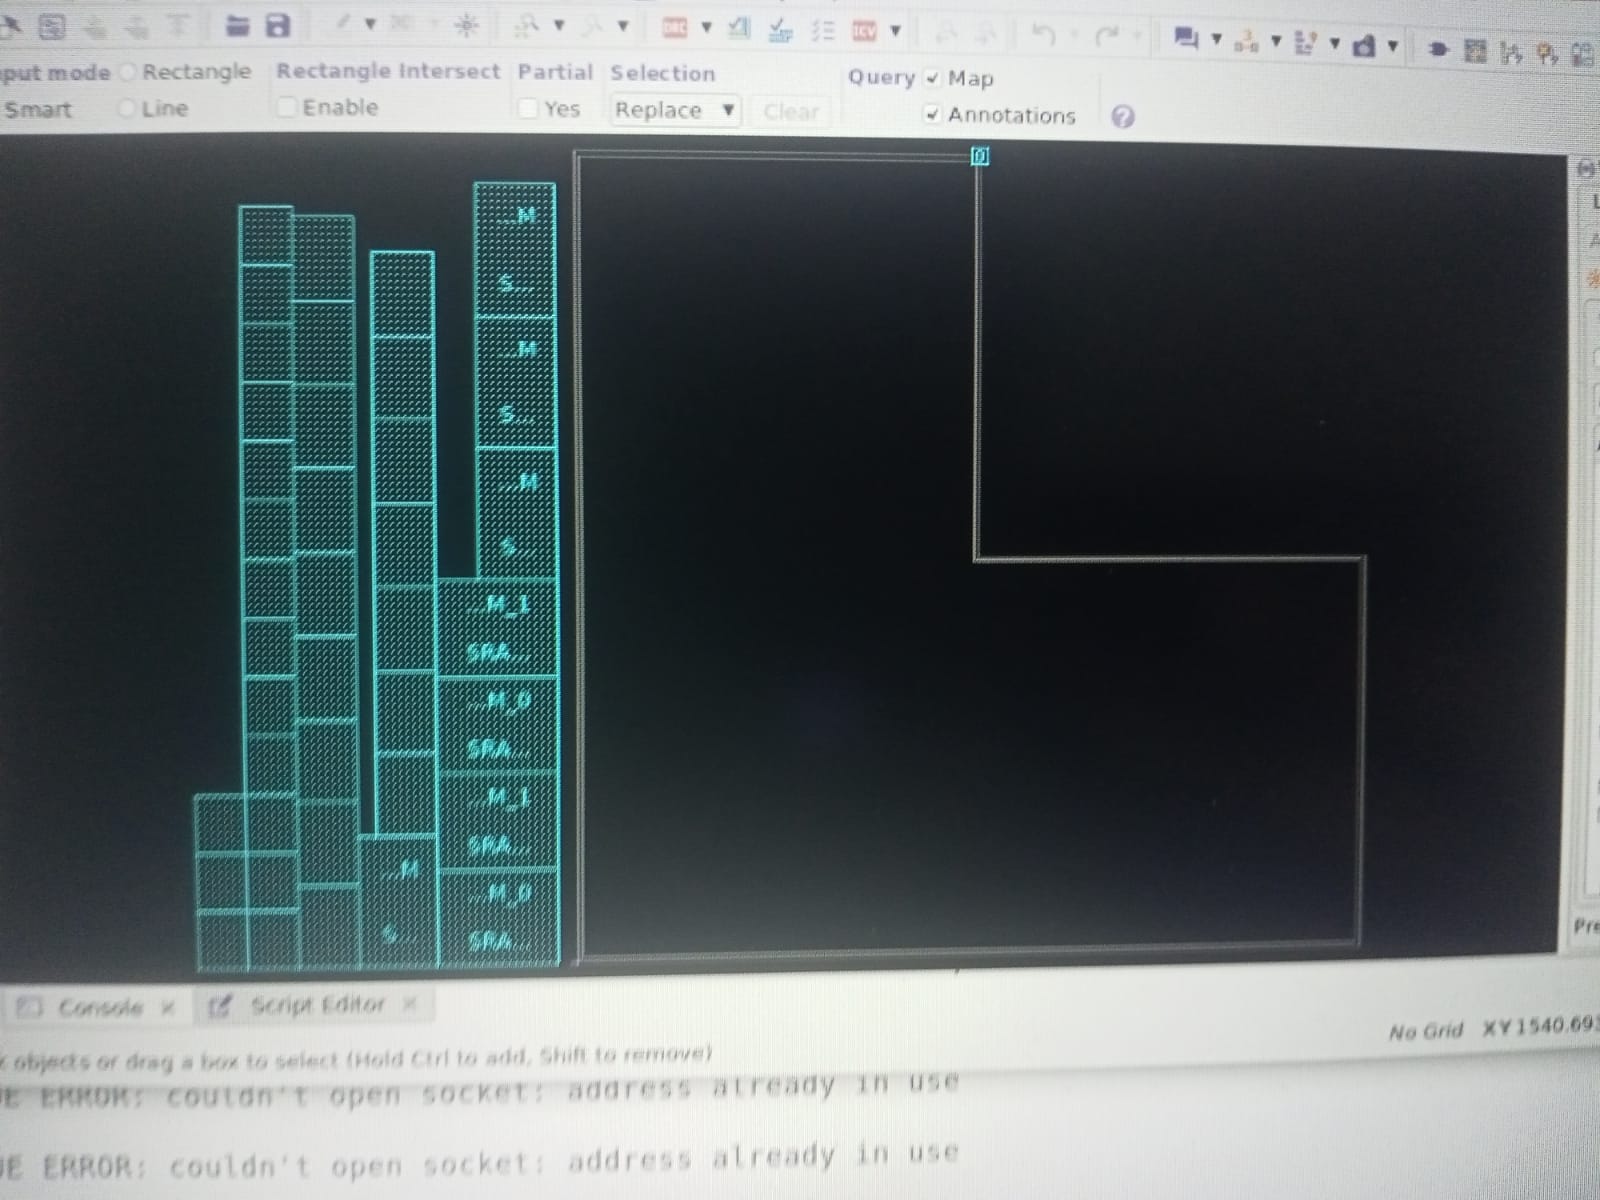 DRC ICV
put mode Rectangle Rectangle Intersect Partial Selection Query Map
Smart Line Enable Yes Replace Clear Annotations ?
...M
S...
...M
S...
...M
S...
...M_1
SRA...
...M_0
SRA...
...M_1
SRA...
...M
...M_0
S...
SRA...
Pre
Console × Script Editor ×
No Grid XY 1540.69
objects or drag a box to select (Hold Ctrl to add, Shift to remove)
E ERROR: couldn't open socket: address already in use
E ERROR: couldn't open socket: address already in use